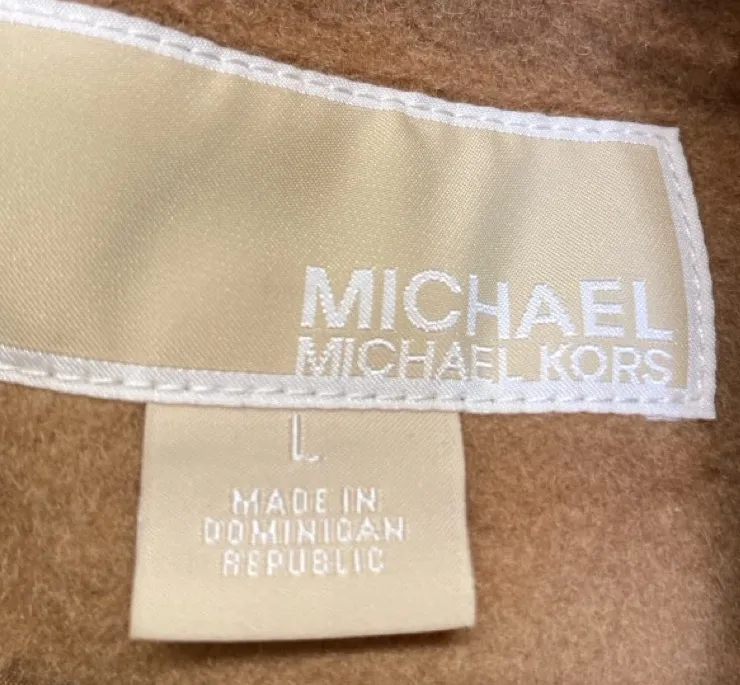 MICHAEL
MICHAEL KORS
L
MADE IN
DOMINICAN
REPUBLIC